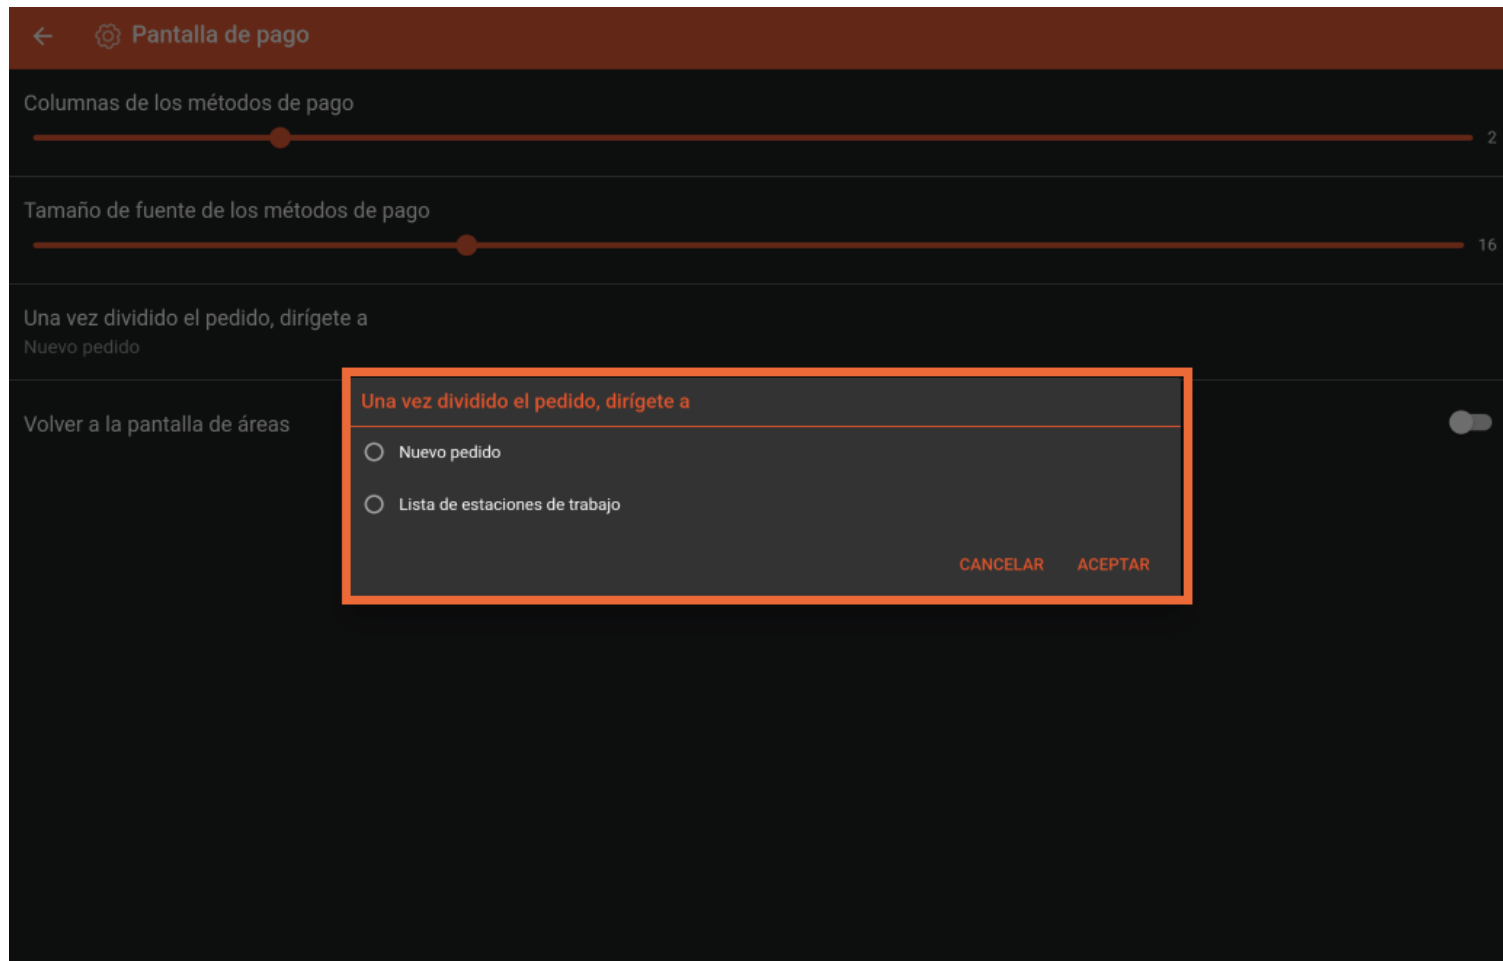 Pantalla de pago
Columnas de los métodos de pago
2
Tamaño de fuente de los métodos de pago
16
Una vez dividido el pedido, dirígete a
Nuevo pedido
Volver a la pantalla de áreas
Una vez dividido el pedido, dirígete a
Nuevo pedido
Lista de estaciones de trabajo
CANCELAR ACEPTAR